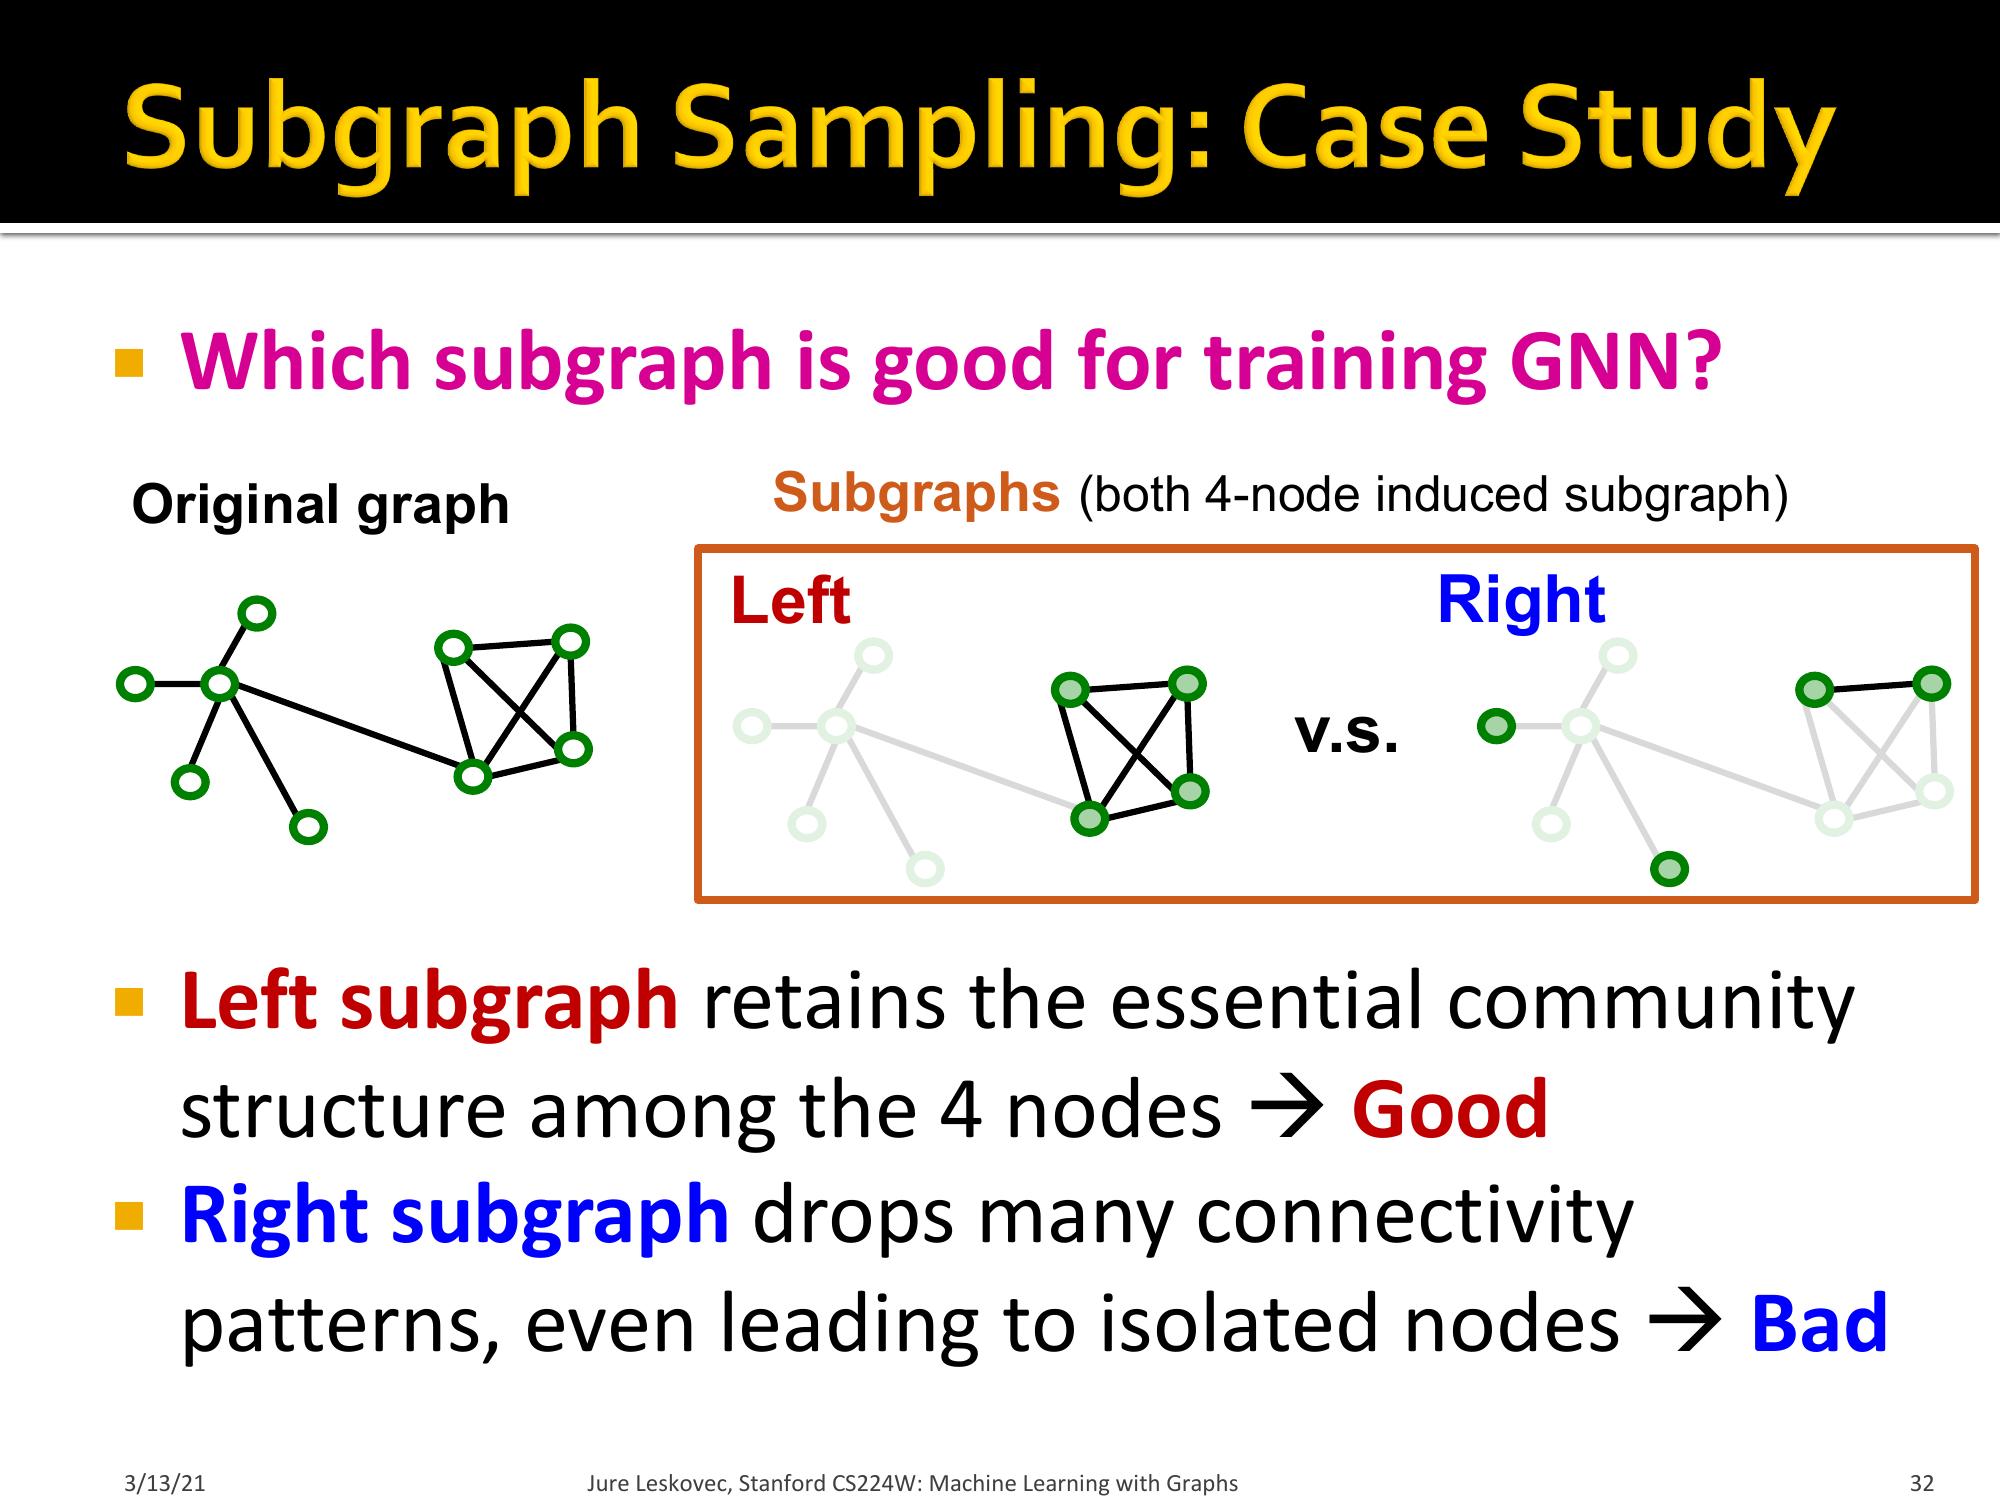 Subgraph Sampling: Case Study
Which subgraph is good for training GNN?
Original graph
Subgraphs (both 4-node induced subgraph)
Left
Right
v.s.
Left subgraph retains the essential community
structure among the 4 nodes → Good
Right subgraph drops many connectivity
patterns, even leading to isolated nodes → Bad
3/13/21
Jure Leskovec, Stanford CS224W: Machine Learning with Graphs
32